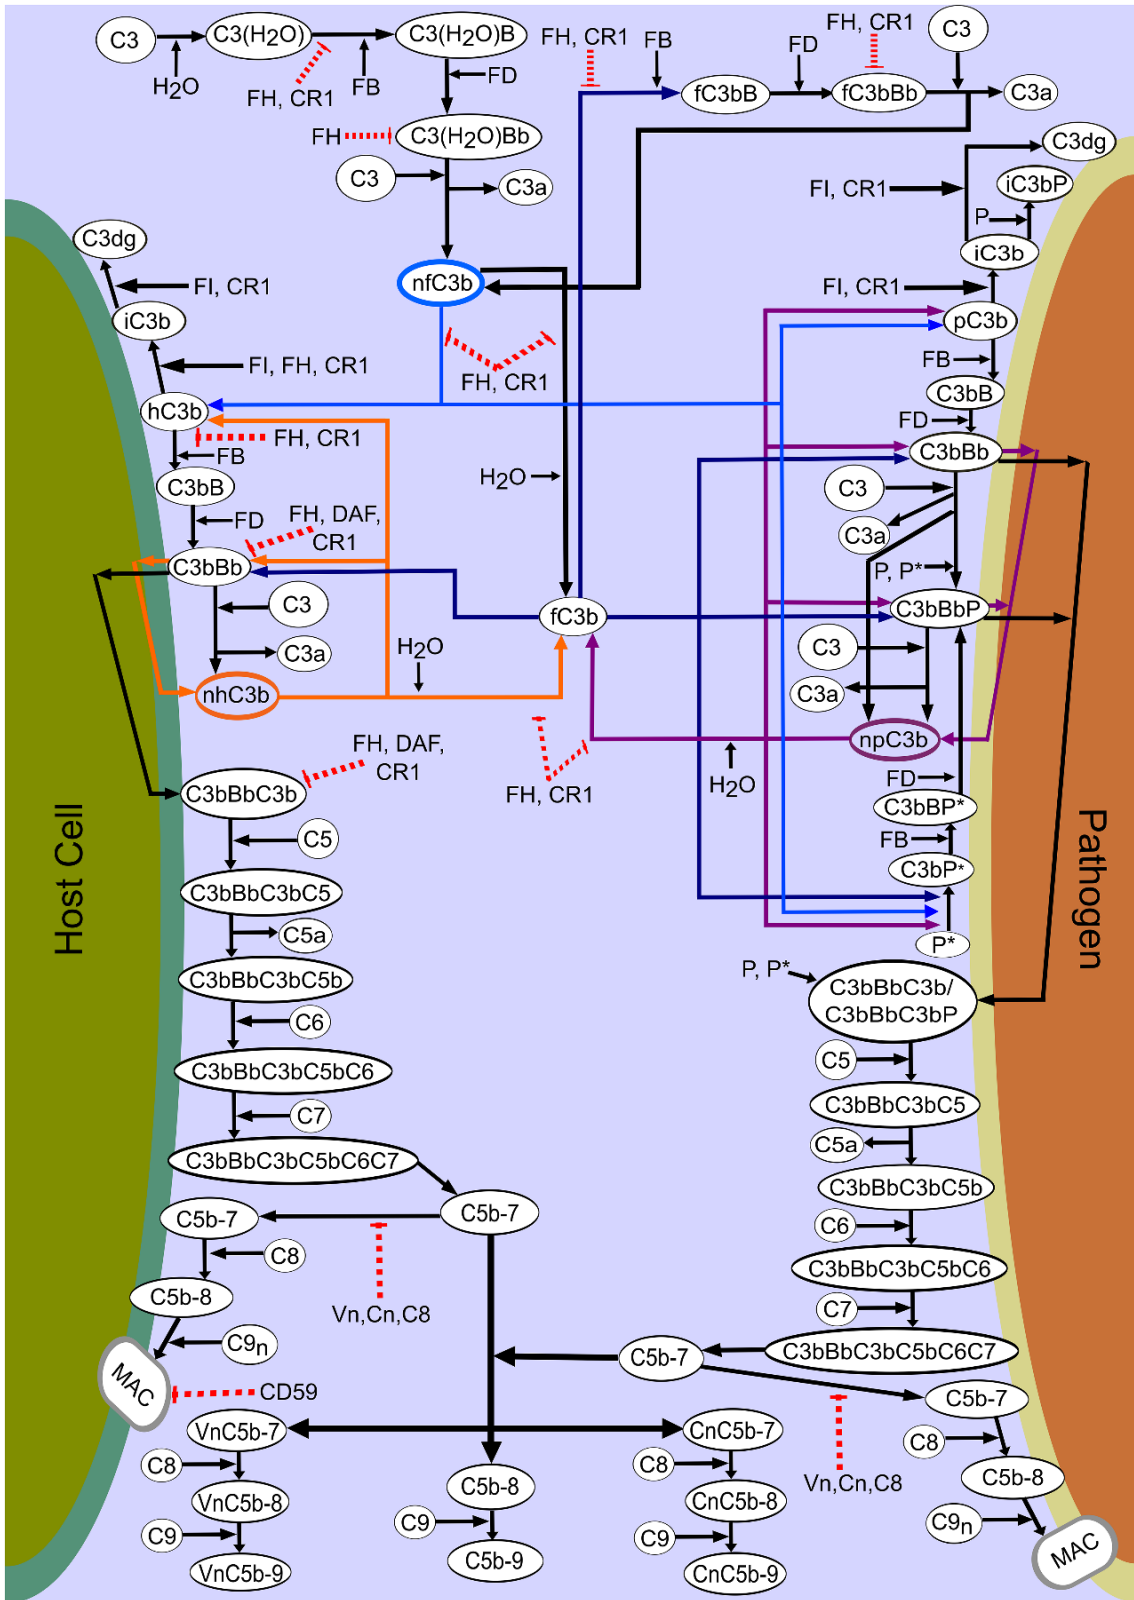 C3
C3(H2O)
C3(H2O)B
H2O
FH, CR1
FB
FD
FH
C3(H2O)Bb
C3
C3a
nfC3b
FH, CR1
H2O
FH, CR1
FB
FD
FH, CR1
C3
fC3bB
fC3bBb
C3a
C3dg
FI, CR1
iC3bP
P
iC3b
FI, CR1
pC3b
FB
C3bB
FD
C3bBb
C3
C3a
P, P*
C3bBbP
C3
C3a
npC3b
FD
C3bBP*
FB
C3bP*
P*
C3dg
FI, CR1
iC3b
FI, FH, CR1
hC3b
FH, CR1
FB
C3bB
FD
FH, DAF,
CR1
C3bBb
C3
C3a
nhC3b
H2O
fC3b
FH, CR1
H2O
FH, DAF,
CR1
C3bBbC3b
C5
C3bBbC3bC5
C5a
C3bBbC3bC5b
C6
C3bBbC3bC5bC6
C7
C3bBbC3bC5bC6C7
C5b-7
C5b-7
C8
Vn,Cn,C8
C5b-8
C9n
MAC
CD59
Host Cell
Pathogen
P, P*
C3bBbC3b/
C3bBbC3bP
C5
C3bBbC3bC5
C5a
C3bBbC3bC5b
C6
C3bBbC3bC5bC6
C7
C3bBbC3bC5bC6C7
C5b-7
C5b-7
Vn,Cn,C8
C8
C5b-8
C9n
MAC
VnC5b-7
C8
VnC5b-8
C9
VnC5b-9
C5b-8
C9
C5b-9
CnC5b-7
C8
CnC5b-8
C9
CnC5b-9